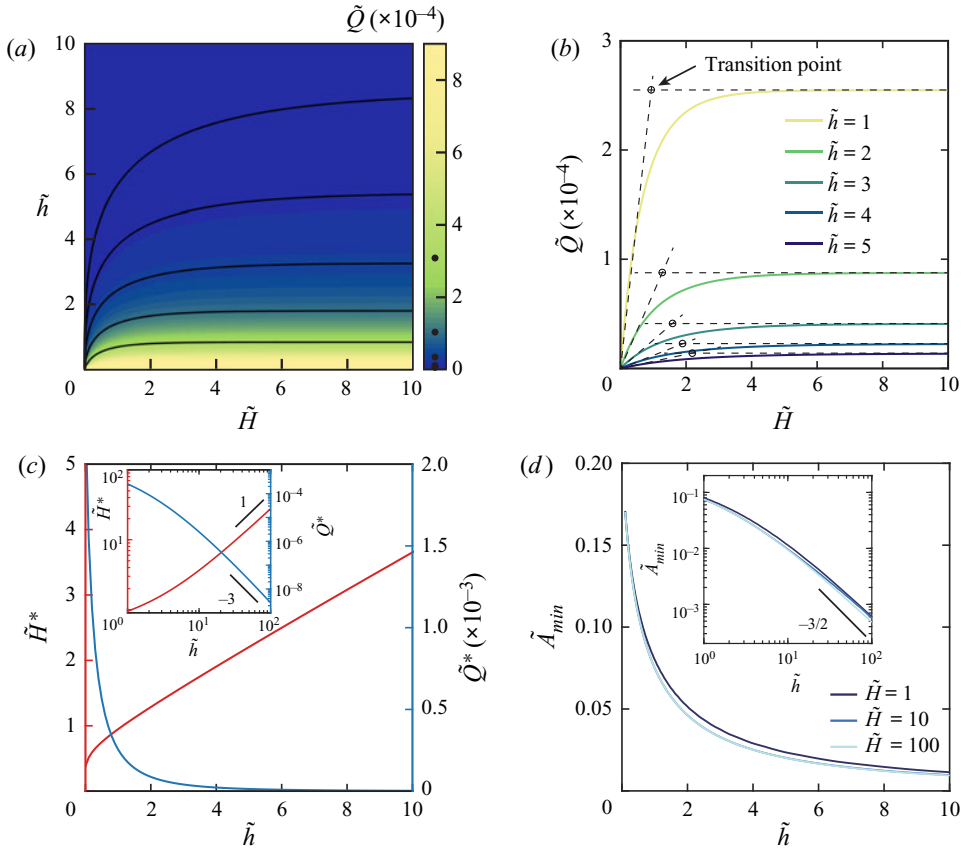 (a)
Q̃ (×10⁻⁴)
10
8
6
4
2
0
h̃
0 2 4 6 8 10
H̃
8
6
4
2
0
(b)
3
2
1
0
Q̃ (×10⁻⁴)
Transition point
h̃ = 1
h̃ = 2
h̃ = 3
h̃ = 4
h̃ = 5
0 2 4 6 8 10
H̃
(c)
5
4
3
2
1
0
H̃*
10²
10¹
10⁰
H̃*
1
−3
10⁻⁴
10⁻⁶
10⁻⁸
Q̃*
10¹ 10²
h̃
2.0
1.5
1.0
0.5
0
Q̃* (×10⁻³)
2 4 6 8 10
h̃
(d)
0.20
0.15
0.10
0.05
0
Ã_min
10⁻¹
10⁻²
10⁻³
Ã_min
−3/2
10⁰ 10¹ 10²
h̃
H̃ = 1
H̃ = 10
H̃ = 100
2 4 6 8 10
h̃